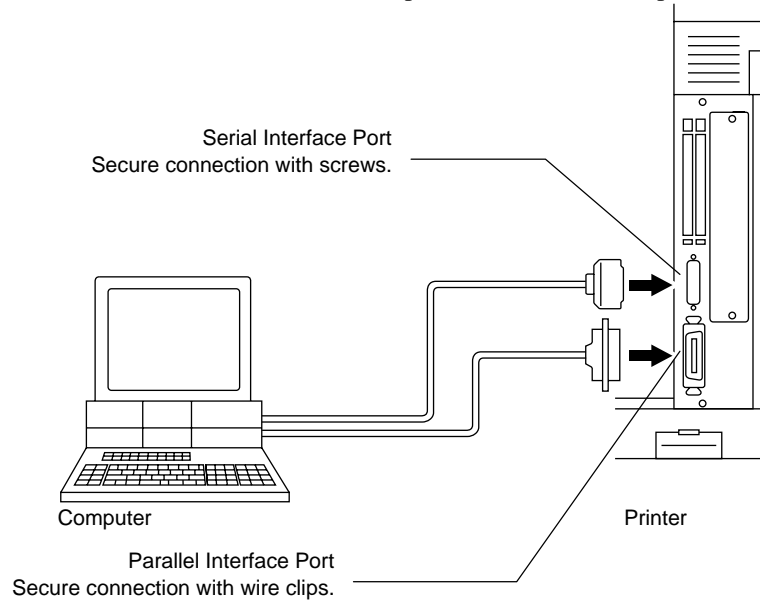 Serial Interface Port
Secure connection with screws.
Computer
Printer
Parallel Interface Port
Secure connection with wire clips.